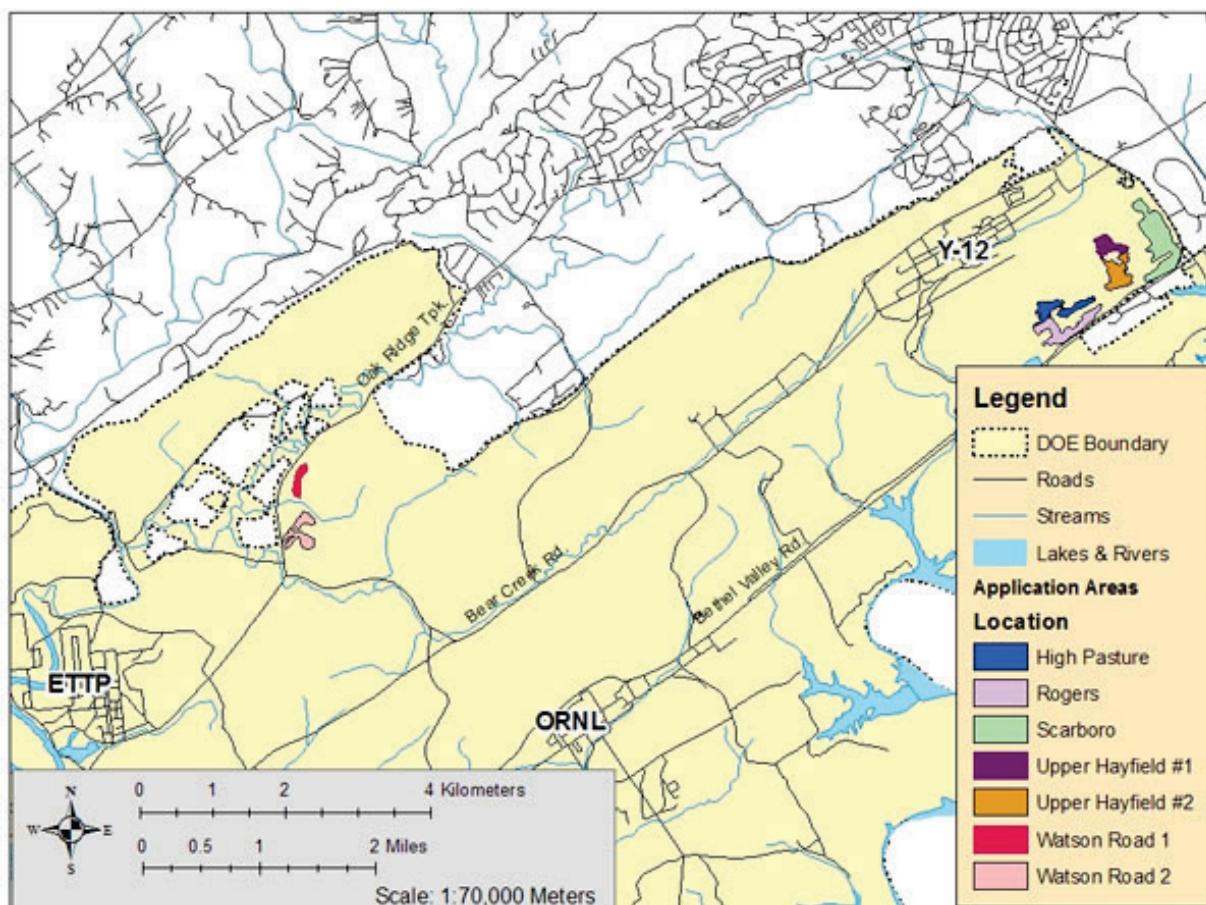 Oak Ridge Tpk.
Y-12
Bear Creek Rd.
Bethel Valley Rd.
ETTP
ORNL
Legend
DOE Boundary
Roads
Streams
Lakes & Rivers
Application Areas
Location
High Pasture
Rogers
Scarboro
Upper Hayfield #1
Upper Hayfield #2
Watson Road 1
Watson Road 2
N
W E
S
0 1 2 4 Kilometers
0 0.5 1 2 Miles
Scale: 1:70,000 Meters